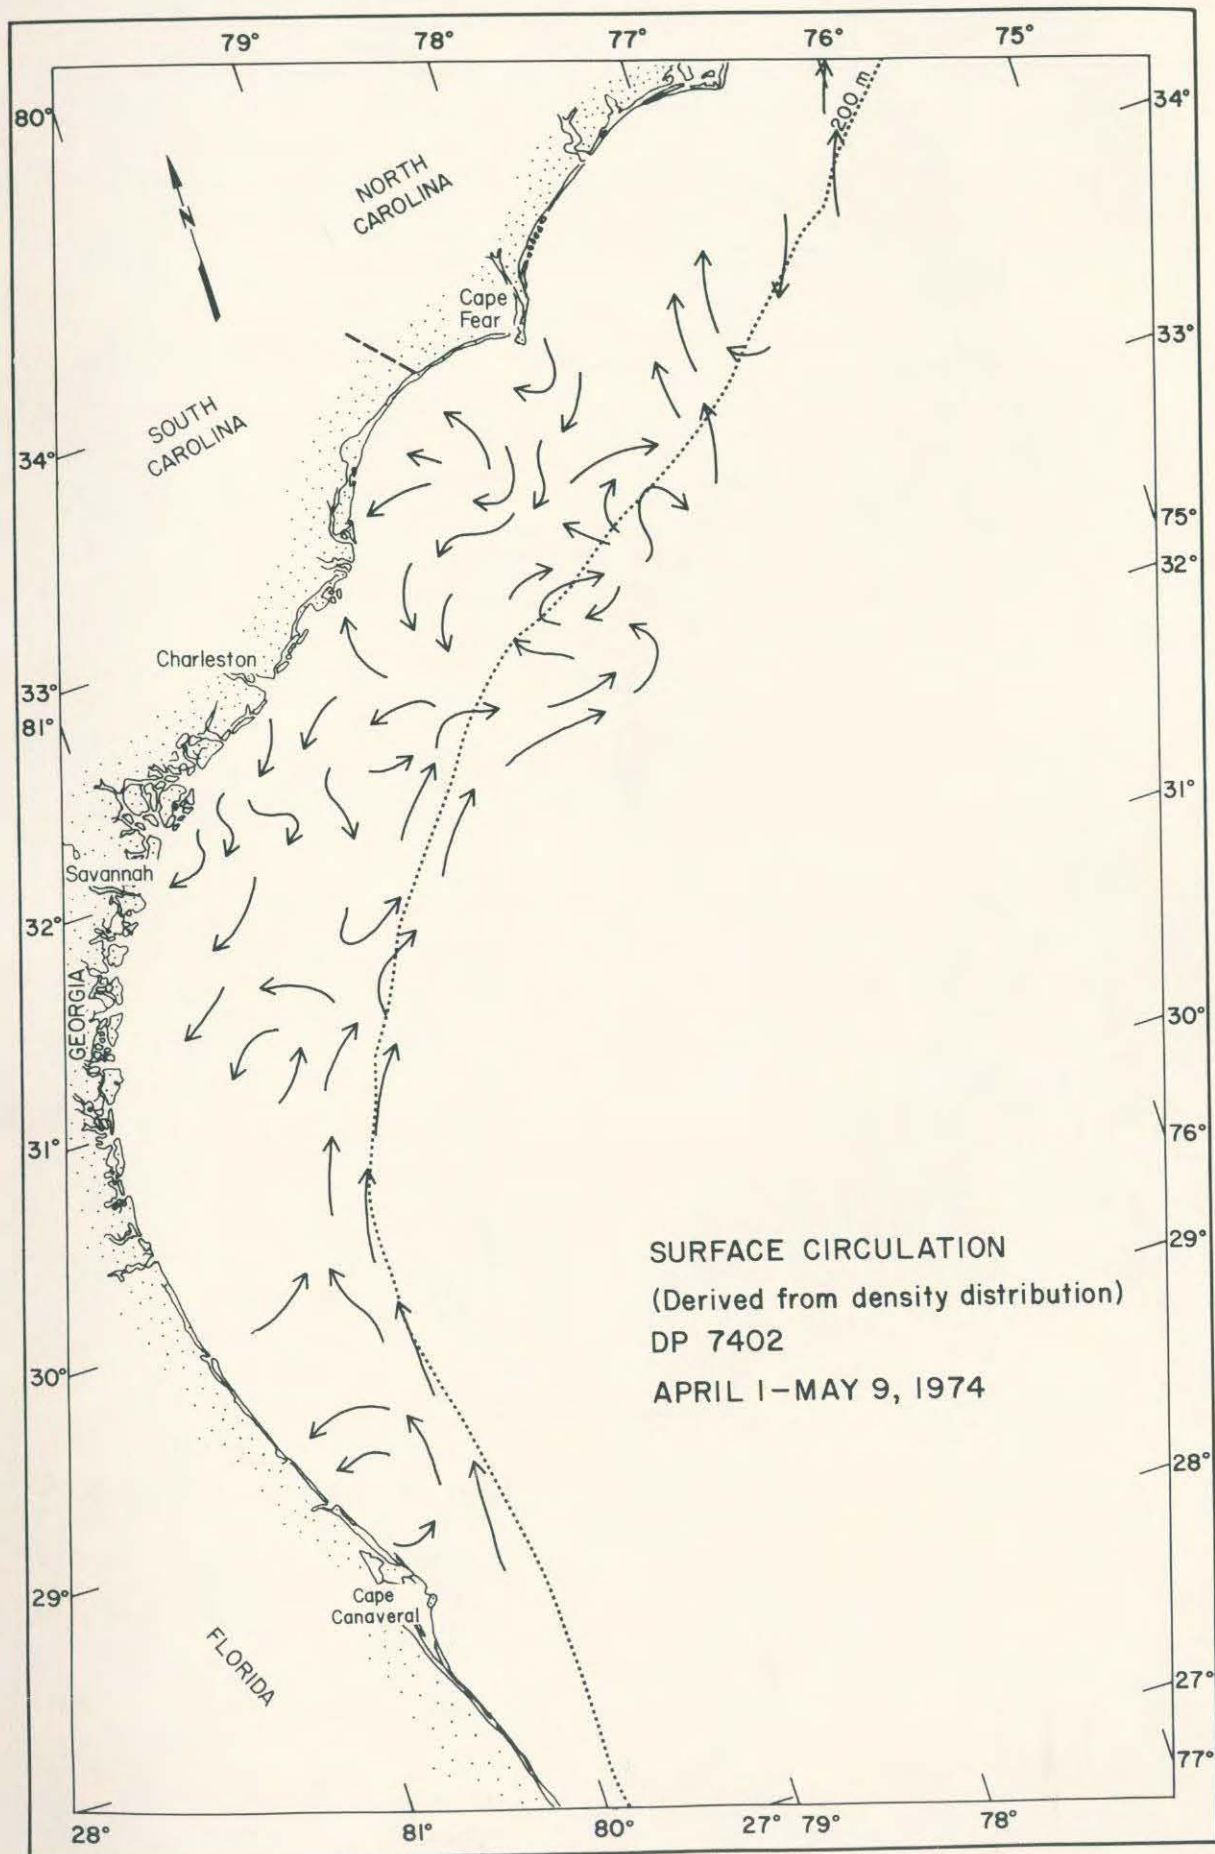 79° 78° 77° 76° 75°
80°
34°
200 m
N
NORTH
CAROLINA
Cape
Fear
33°
SOUTH
CAROLINA
34°
75°
32°
Charleston
33°
81°
31°
Savannah
32°
GEORGIA
30°
31°
76°
29°
SURFACE CIRCULATION
(Derived from density distribution)
DP 7402
APRIL 1-MAY 9, 1974
30°
28°
29°
Cape
Canaveral
FLORIDA
27°
77°
28° 81° 80° 27° 79° 78°